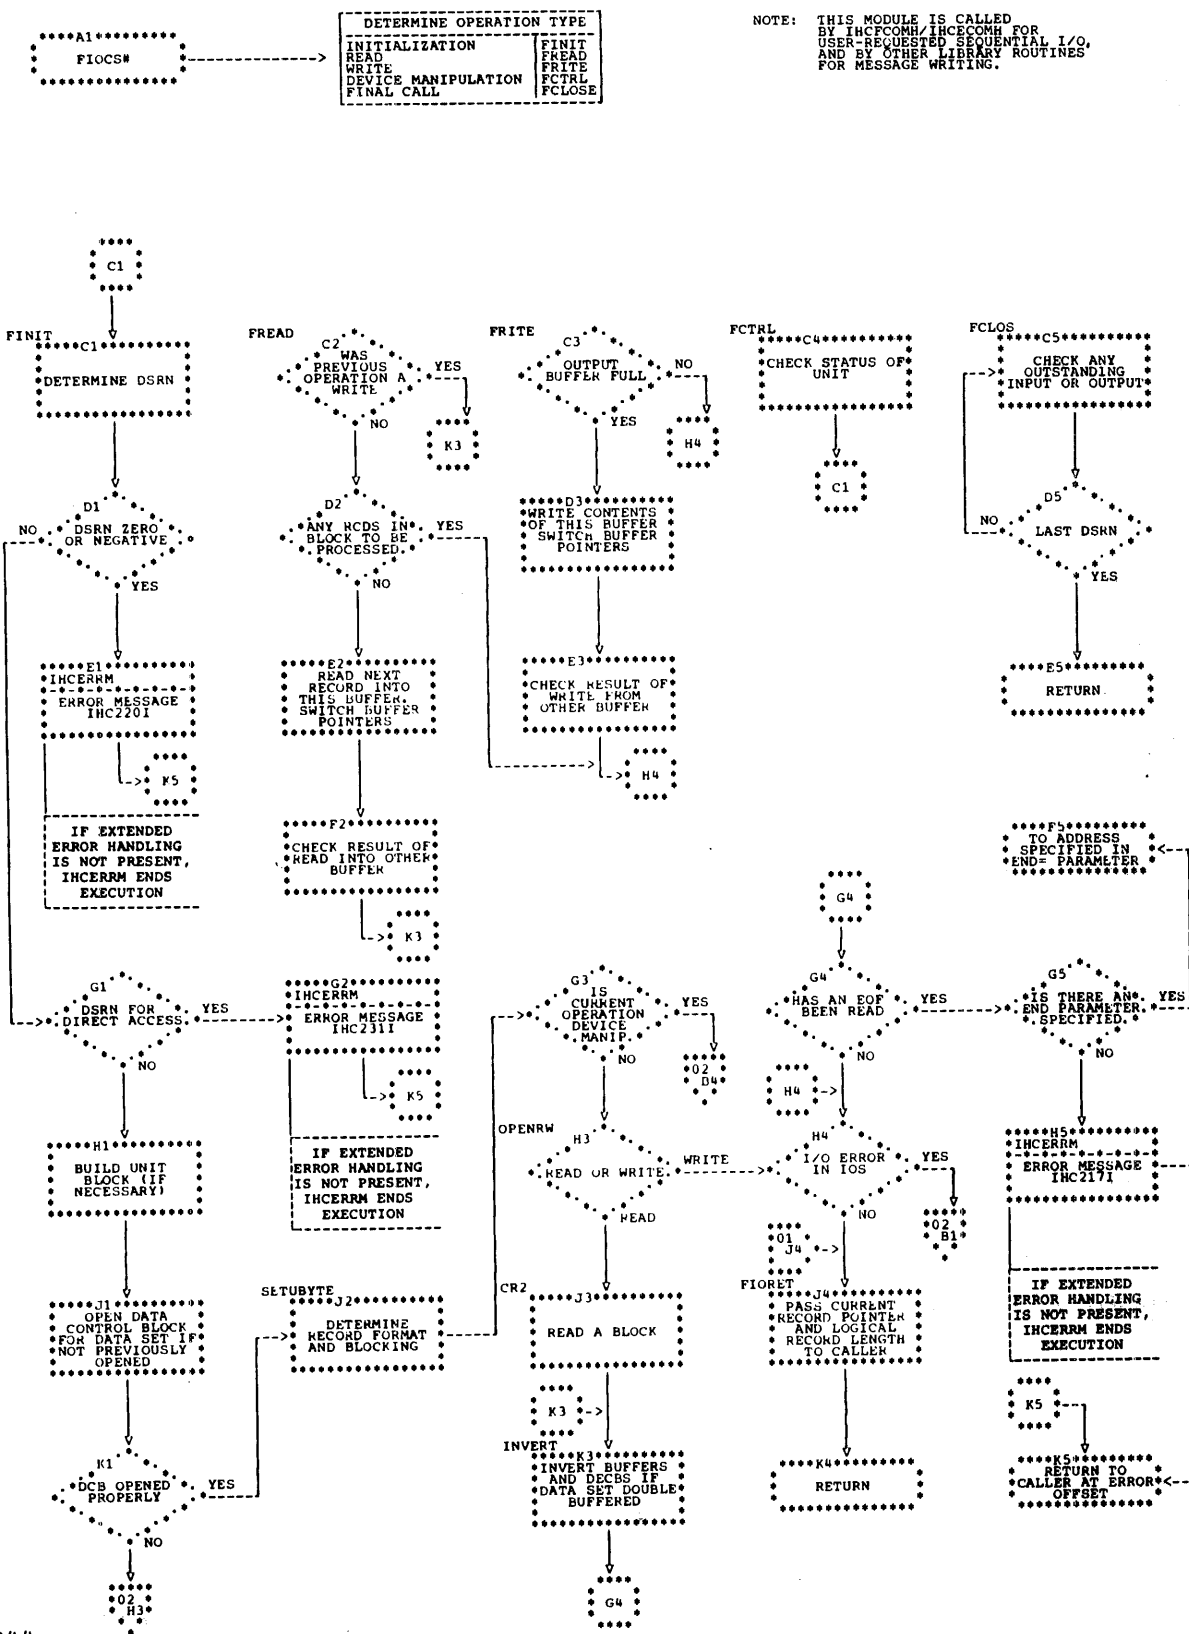 A1
FIOCS#
DETERMINE OPERATION TYPE
INITIALIZATION FINIT
READ FREAD
WRITE FRITE
DEVICE MANIPULATION FCTRL
FINAL CALL FCLOSE
NOTE: THIS MODULE IS CALLED
BY IHCFCOMH/IHCECOMH FOR
USER-REQUESTED SEQUENTIAL I/O,
AND BY OTHER LIBRARY ROUTINES
FOR MESSAGE WRITING.
C1
FINIT
C1
DETERMINE DSRN
FREAD
C2
WAS
PREVIOUS
OPERATION A
WRITE
YES
NO
K3
FRITE
C3
OUTPUT
BUFFER FULL
NO
YES
H4
FCTRL
C4
CHECK STATUS OF
UNIT
C1
FCLOS
C5
CHECK ANY
OUTSTANDING
INPUT OR OUTPUT
D1
DSRN ZERO
OR NEGATIVE
NO
YES
D2
ANY RCDS IN
BLOCK TO BE
PROCESSED.
YES
NO
D3
WRITE CONTENTS
OF THIS BUFFER
SWITCH BUFFER
POINTERS
D5
LAST DSRN
NO
YES
E1
IHCERRM
ERROR MESSAGE
IHC220I
K5
IF EXTENDED
ERROR HANDLING
IS NOT PRESENT,
IHCERRM ENDS
EXECUTION
E2
READ NEXT
RECORD INTO
THIS BUFFER.
SWITCH BUFFER
POINTERS
E3
CHECK RESULT OF
WRITE FROM
OTHER BUFFER
H4
E5
RETURN
F2
CHECK RESULT OF
READ INTO OTHER
BUFFER
K3
F5
TO ADDRESS
SPECIFIED IN
END= PARAMETER
G4
G1
DSRN FOR
DIRECT ACCESS.
YES
NO
G2
IHCERRM
ERROR MESSAGE
IHC231I
K5
IF EXTENDED
ERROR HANDLING
IS NOT PRESENT,
IHCERRM ENDS
EXECUTION
G3
IS
CURRENT
OPERATION
DEVICE
MANIP.
YES
NO
02
B4
G4
HAS AN EOF
BEEN READ
YES
NO
H4
G5
IS THERE AN
END PARAMETER
SPECIFIED.
YES
NO
H1
BUILD UNIT
BLOCK (IF
NECESSARY)
OPENRW
H3
READ OR WRITE.
WRITE
READ
H4
I/O ERROR
IN IOS
YES
NO
02
B1
H5
IHCERRM
ERROR MESSAGE
IHC217I
IF EXTENDED
ERROR HANDLING
IS NOT PRESENT,
IHCERRM ENDS
EXECUTION
01
J4
J1
OPEN DATA
CONTROL BLOCK
FOR DATA SET IF
NOT PREVIOUSLY
OPENED
SETUBYTE
J2
DETERMINE
RECORD FORMAT
AND BLOCKING
CR2
J3
READ A BLOCK
FIORET
J4
PASS CURRENT
RECORD POINTER
AND LOGICAL
RECORD LENGTH
TO CALLER
K3
K5
K1
DCB OPENED
PROPERLY
YES
NO
02
H3
INVERT
K3
INVERT BUFFERS
AND DECBS IF
DATA SET DOUBLE
BUFFERED
G4
K4
RETURN
K5
RETURN TO
CALLER AT ERROR
OFFSET